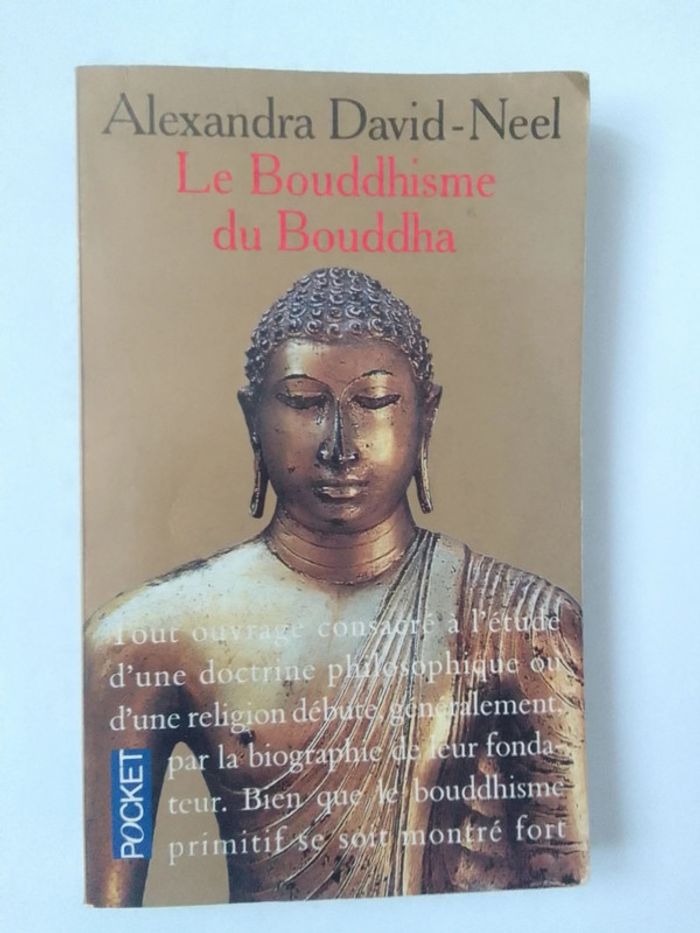 Alexandra David-Neel
Le Bouddhisme
du Bouddha
Tout ouvrage consacré à l'étude
d'une doctrine philosophique ou
d'une religion débute, généralement,
par la biographie de leur fonda-
teur. Bien que le bouddhisme
primitif se soit montré fort
POCKET